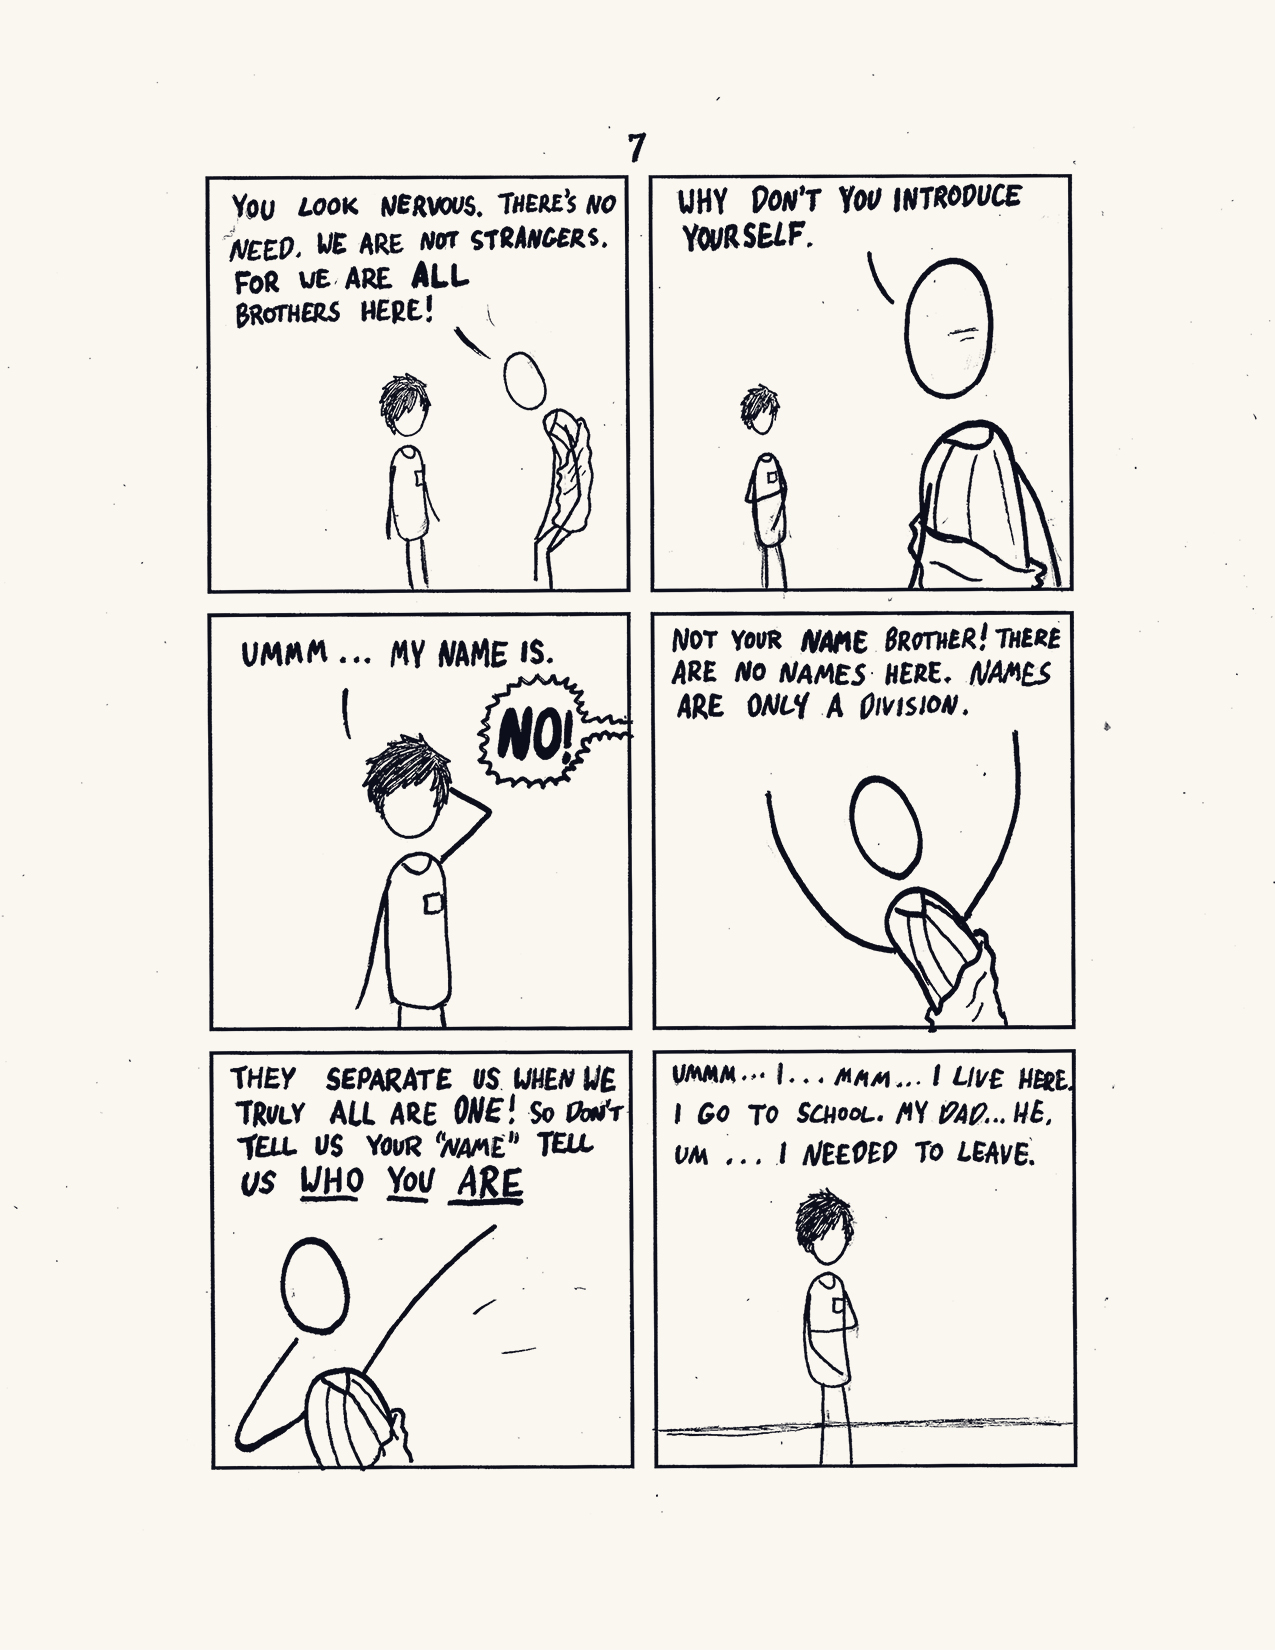 7
YOU LOOK NERVOUS. THERE'S NO
NEED. WE ARE NOT STRANGERS.
FOR WE ARE ALL
BROTHERS HERE!
WHY DON'T YOU INTRODUCE
YOURSELF.
UMMM ... MY NAME IS.
NO!
NOT YOUR NAME BROTHER! THERE
ARE NO NAMES HERE. NAMES
ARE ONLY A DIVISION.
THEY SEPARATE US WHEN WE
TRULY ALL ARE ONE! SO DON'T
TELL US YOUR "NAME" TELL
US WHO YOU ARE
UMMM... I... MMM... I LIVE HERE.
I GO TO SCHOOL. MY DAD... HE,
UM ... I NEEDED TO LEAVE.